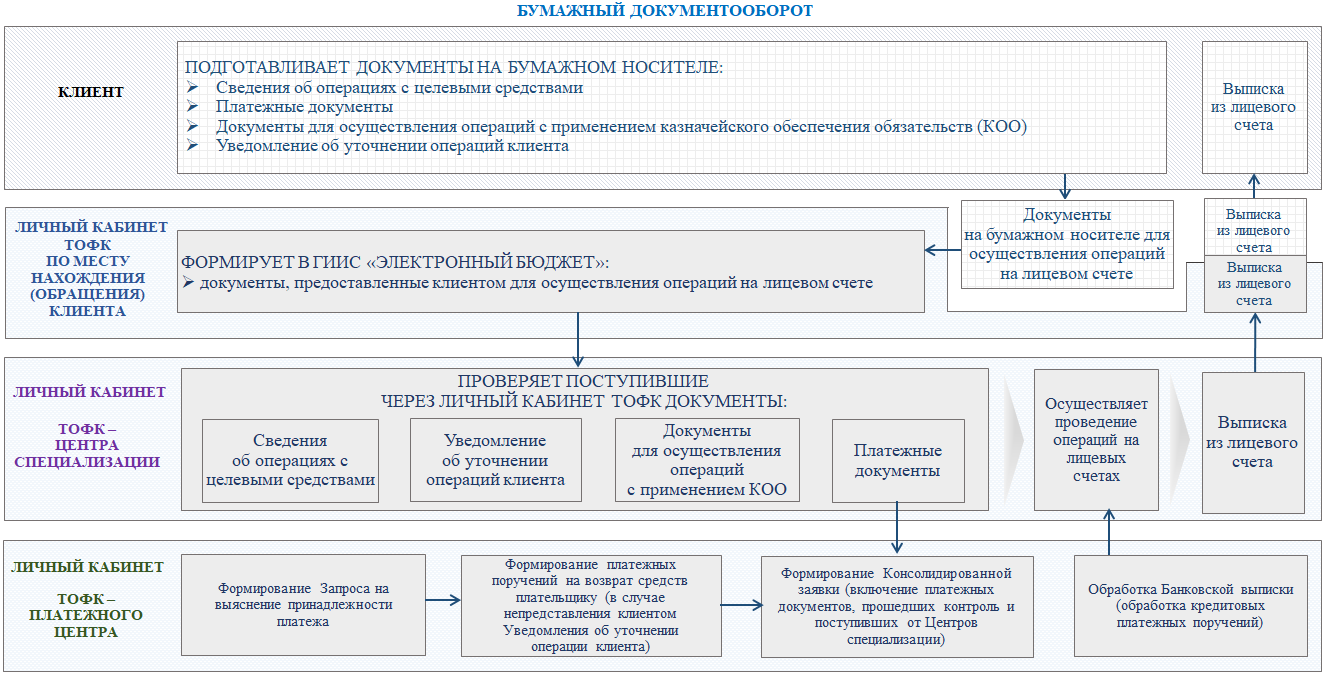 БУМАЖНЫЙ ДОКУМЕНТООБОРОТ
КЛИЕНТ
ПОДГОТАВЛИВАЕТ ДОКУМЕНТЫ НА БУМАЖНОМ НОСИТЕЛЕ:
➢ Сведения об операциях с целевыми средствами
➢ Платежные документы
➢ Документы для осуществления операций с применением казначейского обеспечения обязательств (КОО)
➢ Уведомление об уточнении операций клиента
Выписка
из лицевого
счета
ЛИЧНЫЙ КАБИНЕТ
ТОФК
ПО МЕСТУ
НАХОЖДЕНИЯ
(ОБРАЩЕНИЯ)
КЛИЕНТА
ФОРМИРУЕТ В ГИИС «ЭЛЕКТРОННЫЙ БЮДЖЕТ»:
➢ документы, предоставленные клиентом для осуществления операций на лицевом счете
Документы
на бумажном носителе для
осуществления операций
на лицевом счете
Выписка
из лицевого
счета
Выписка
из лицевого
счета
ЛИЧНЫЙ КАБИНЕТ
ТОФК –
ЦЕНТРА
СПЕЦИАЛИЗАЦИИ
ПРОВЕРЯЕТ ПОСТУПИВШИЕ
ЧЕРЕЗ ЛИЧНЫЙ КАБИНЕТ ТОФК ДОКУМЕНТЫ:
Сведения
об операциях с
целевыми средствами
Уведомление
об уточнении
операций клиента
Документы
для осуществления
операций
с применением КОО
Платежные
документы
Осуществляет
проведение
операций на
лицевых
счетах
Выписка
из лицевого
счета
ЛИЧНЫЙ КАБИНЕТ
ТОФК –
ПЛАТЕЖНОГО
ЦЕНТРА
Формирование Запроса на
выяснение принадлежности
платежа
Формирование платежных
поручений на возврат средств
плательщику (в случае
непредставления клиентом
Уведомления об уточнении
операции клиента)
Формирование Консолидированной
заявки (включение платежных
документов, прошедших контроль и
поступивших от Центров
специализации)
Обработка Банковской выписки
(обработка кредитовых
платежных поручений)